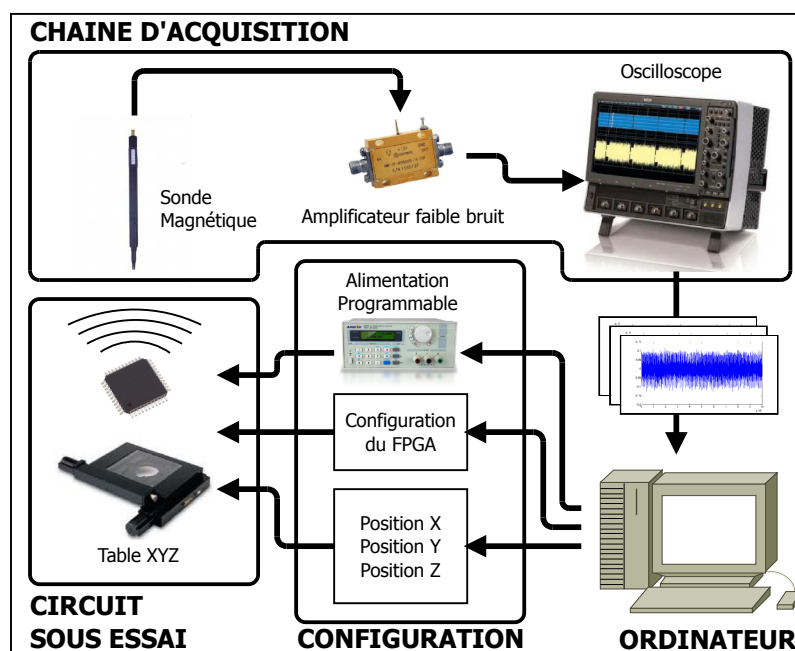 CHAINE D'ACQUISITION
Oscilloscope
Sonde
Magnétique
Amplificateur faible bruit
Alimentation
Programmable
Configuration
du FPGA
Position X
Position Y
Position Z
Table XYZ
CIRCUIT
SOUS ESSAI
CONFIGURATION
ORDINATEUR